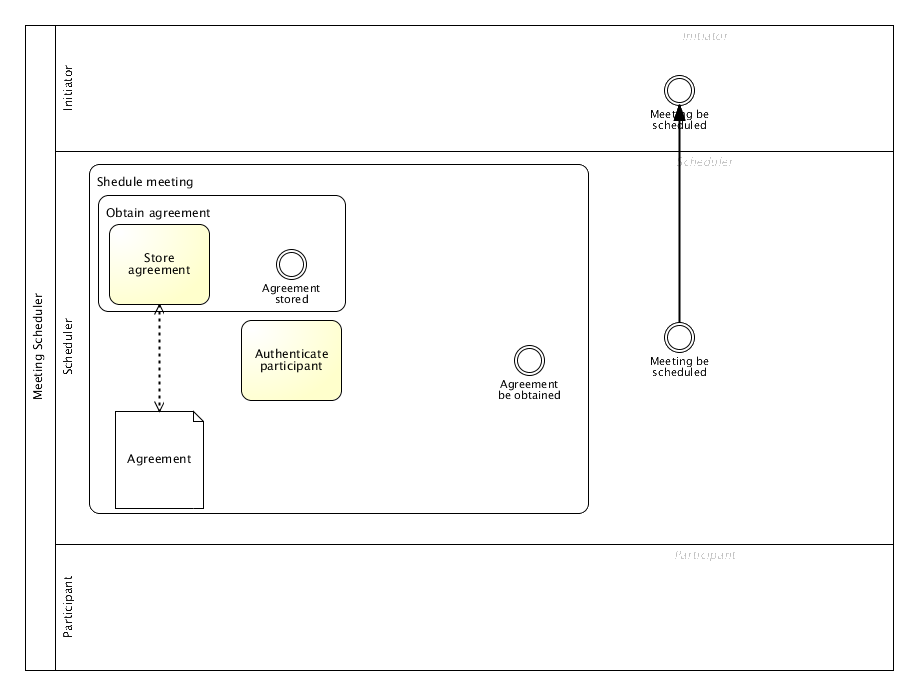 Meeting Scheduler
Initiator
Initiator
Meeting be
scheduled
Scheduler
Scheduler
Shedule meeting
Obtain agreement
Store
agreement
Agreement
stored
Authenticate
participant
Agreement
be obtained
Meeting be
scheduled
Agreement
Participant
Participant